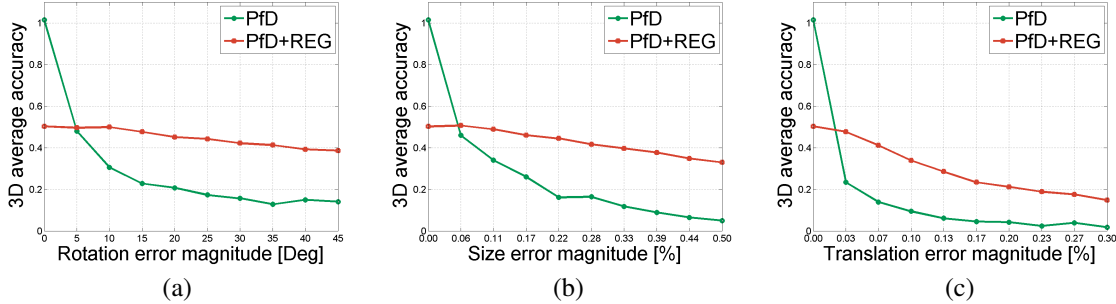 3D average accuracy
1
0.8
0.6
0.4
0.2
0
PfD
PfD+REG
0 5 10 15 20 25 30 35 40 45
Rotation error magnitude [Deg]
(a)
3D average accuracy
1
0.8
0.6
0.4
0.2
0
PfD
PfD+REG
0.00 0.06 0.11 0.17 0.22 0.28 0.33 0.39 0.44 0.50
Size error magnitude [%]
(b)
3D average accuracy
1
0.8
0.6
0.4
0.2
0
PfD
PfD+REG
0.00 0.03 0.07 0.10 0.13 0.17 0.20 0.23 0.27 0.30
Translation error magnitude [%]
(c)